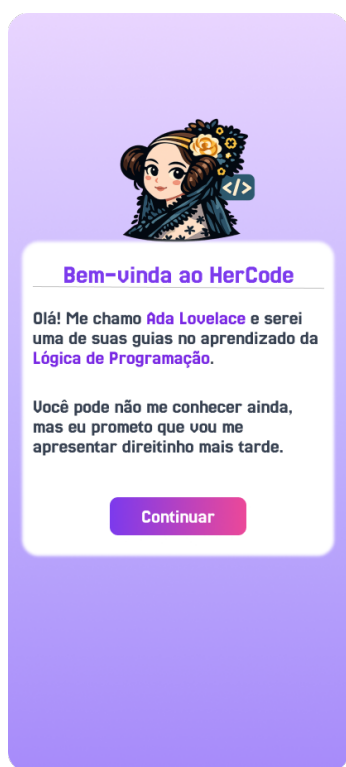 </>
Bem-vinda ao HerCode
Olá! Me chamo Ada Lovelace e serei
uma de suas guias no aprendizado da
Lógica de Programação.
Você pode não me conhecer ainda,
mas eu prometo que vou me
apresentar direitinho mais tarde.
Continuar